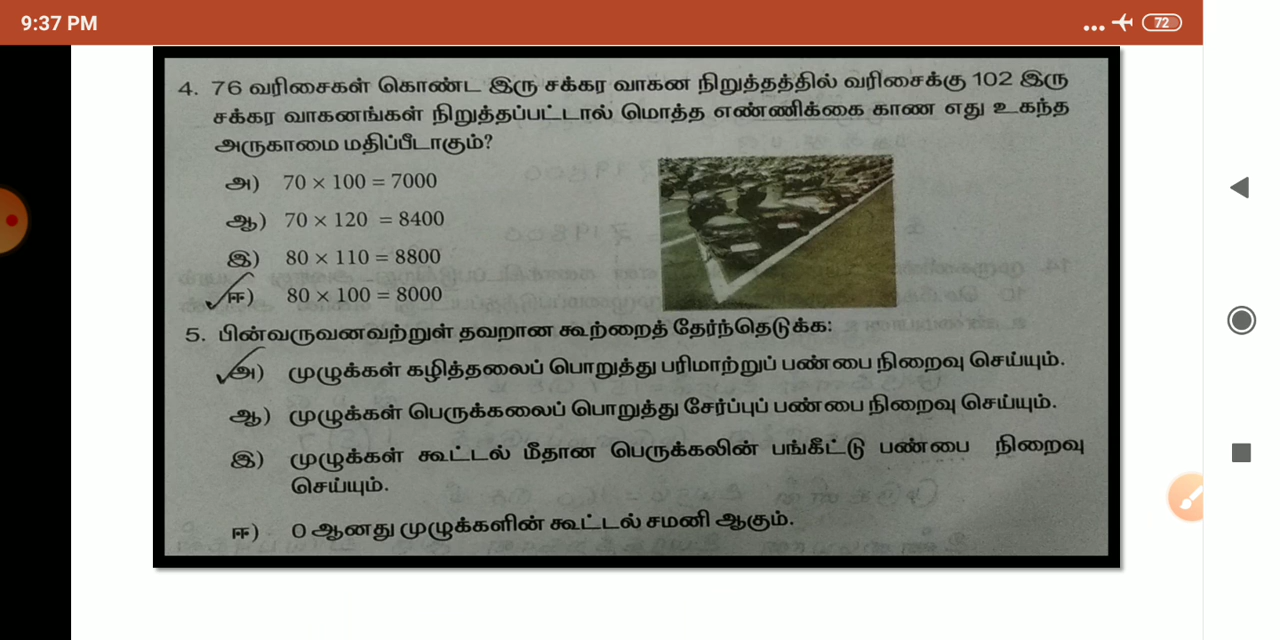 9:37 PM
72
4. 76 வரிசைகள் கொண்ட இரு சக்கர வாகன நிறுத்தத்தில் வரிசைக்கு 102 இரு
சக்கர வாகனங்கள் நிறுத்தப்பட்டால் மொத்த எண்ணிக்கை காண எது உகந்த
அருகாமை மதிப்பீடாகும்?
அ) 70 × 100 = 7000
ஆ) 70 × 120 = 8400
இ) 80 × 110 = 8800
ஈ) 80 × 100 = 8000
5. பின்வருவனவற்றுள் தவறான கூற்றைத் தேர்ந்தெடுக்க:
அ) முழுக்கள் கழித்தலைப் பொறுத்து பரிமாற்றுப் பண்பை நிறைவு செய்யும்.
ஆ) முழுக்கள் பெருக்கலைப் பொறுத்து சேர்ப்புப் பண்பை நிறைவு செய்யும்.
இ) முழுக்கள் கூட்டல் மீதான பெருக்கலின் பங்கீட்டு பண்பை நிறைவு
செய்யும்.
ஈ) 0 ஆனது முழுக்களின் கூட்டல் சமனி ஆகும்.